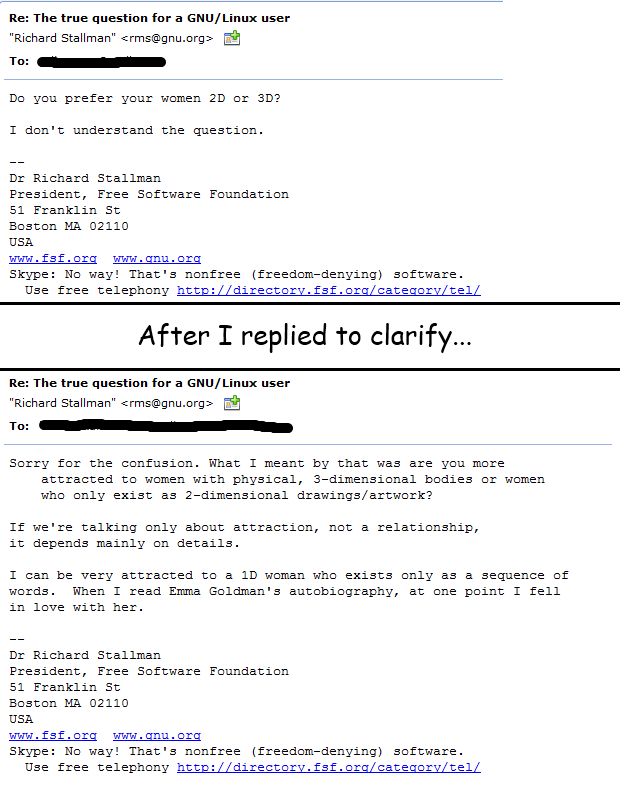 Re: The true question for a GNU/Linux user
"Richard Stallman" <rms@gnu.org>
To:
Do you prefer your women 2D or 3D?
I don't understand the question.
--
Dr Richard Stallman
President, Free Software Foundation
51 Franklin St
Boston MA 02110
USA
www.fsf.org www.gnu.org
Skype: No way! That's nonfree (freedom-denying) software.
Use free telephony http://directory.fsf.org/category/tel/
After I replied to clarify...
Re: The true question for a GNU/Linux user
"Richard Stallman" <rms@gnu.org>
To:
Sorry for the confusion. What I meant by that was are you more
attracted to women with physical, 3-dimensional bodies or women
who only exist as 2-dimensional drawings/artwork?
If we're talking only about attraction, not a relationship,
it depends mainly on details.
I can be very attracted to a 1D woman who exists only as a sequence of
words.  When I read Emma Goldman's autobiography, at one point I fell
in love with her.
--
Dr Richard Stallman
President, Free Software Foundation
51 Franklin St
Boston MA 02110
USA
www.fsf.org www.gnu.org
Skype: No way! That's nonfree (freedom-denying) software.
Use free telephony http://directory.fsf.org/category/tel/